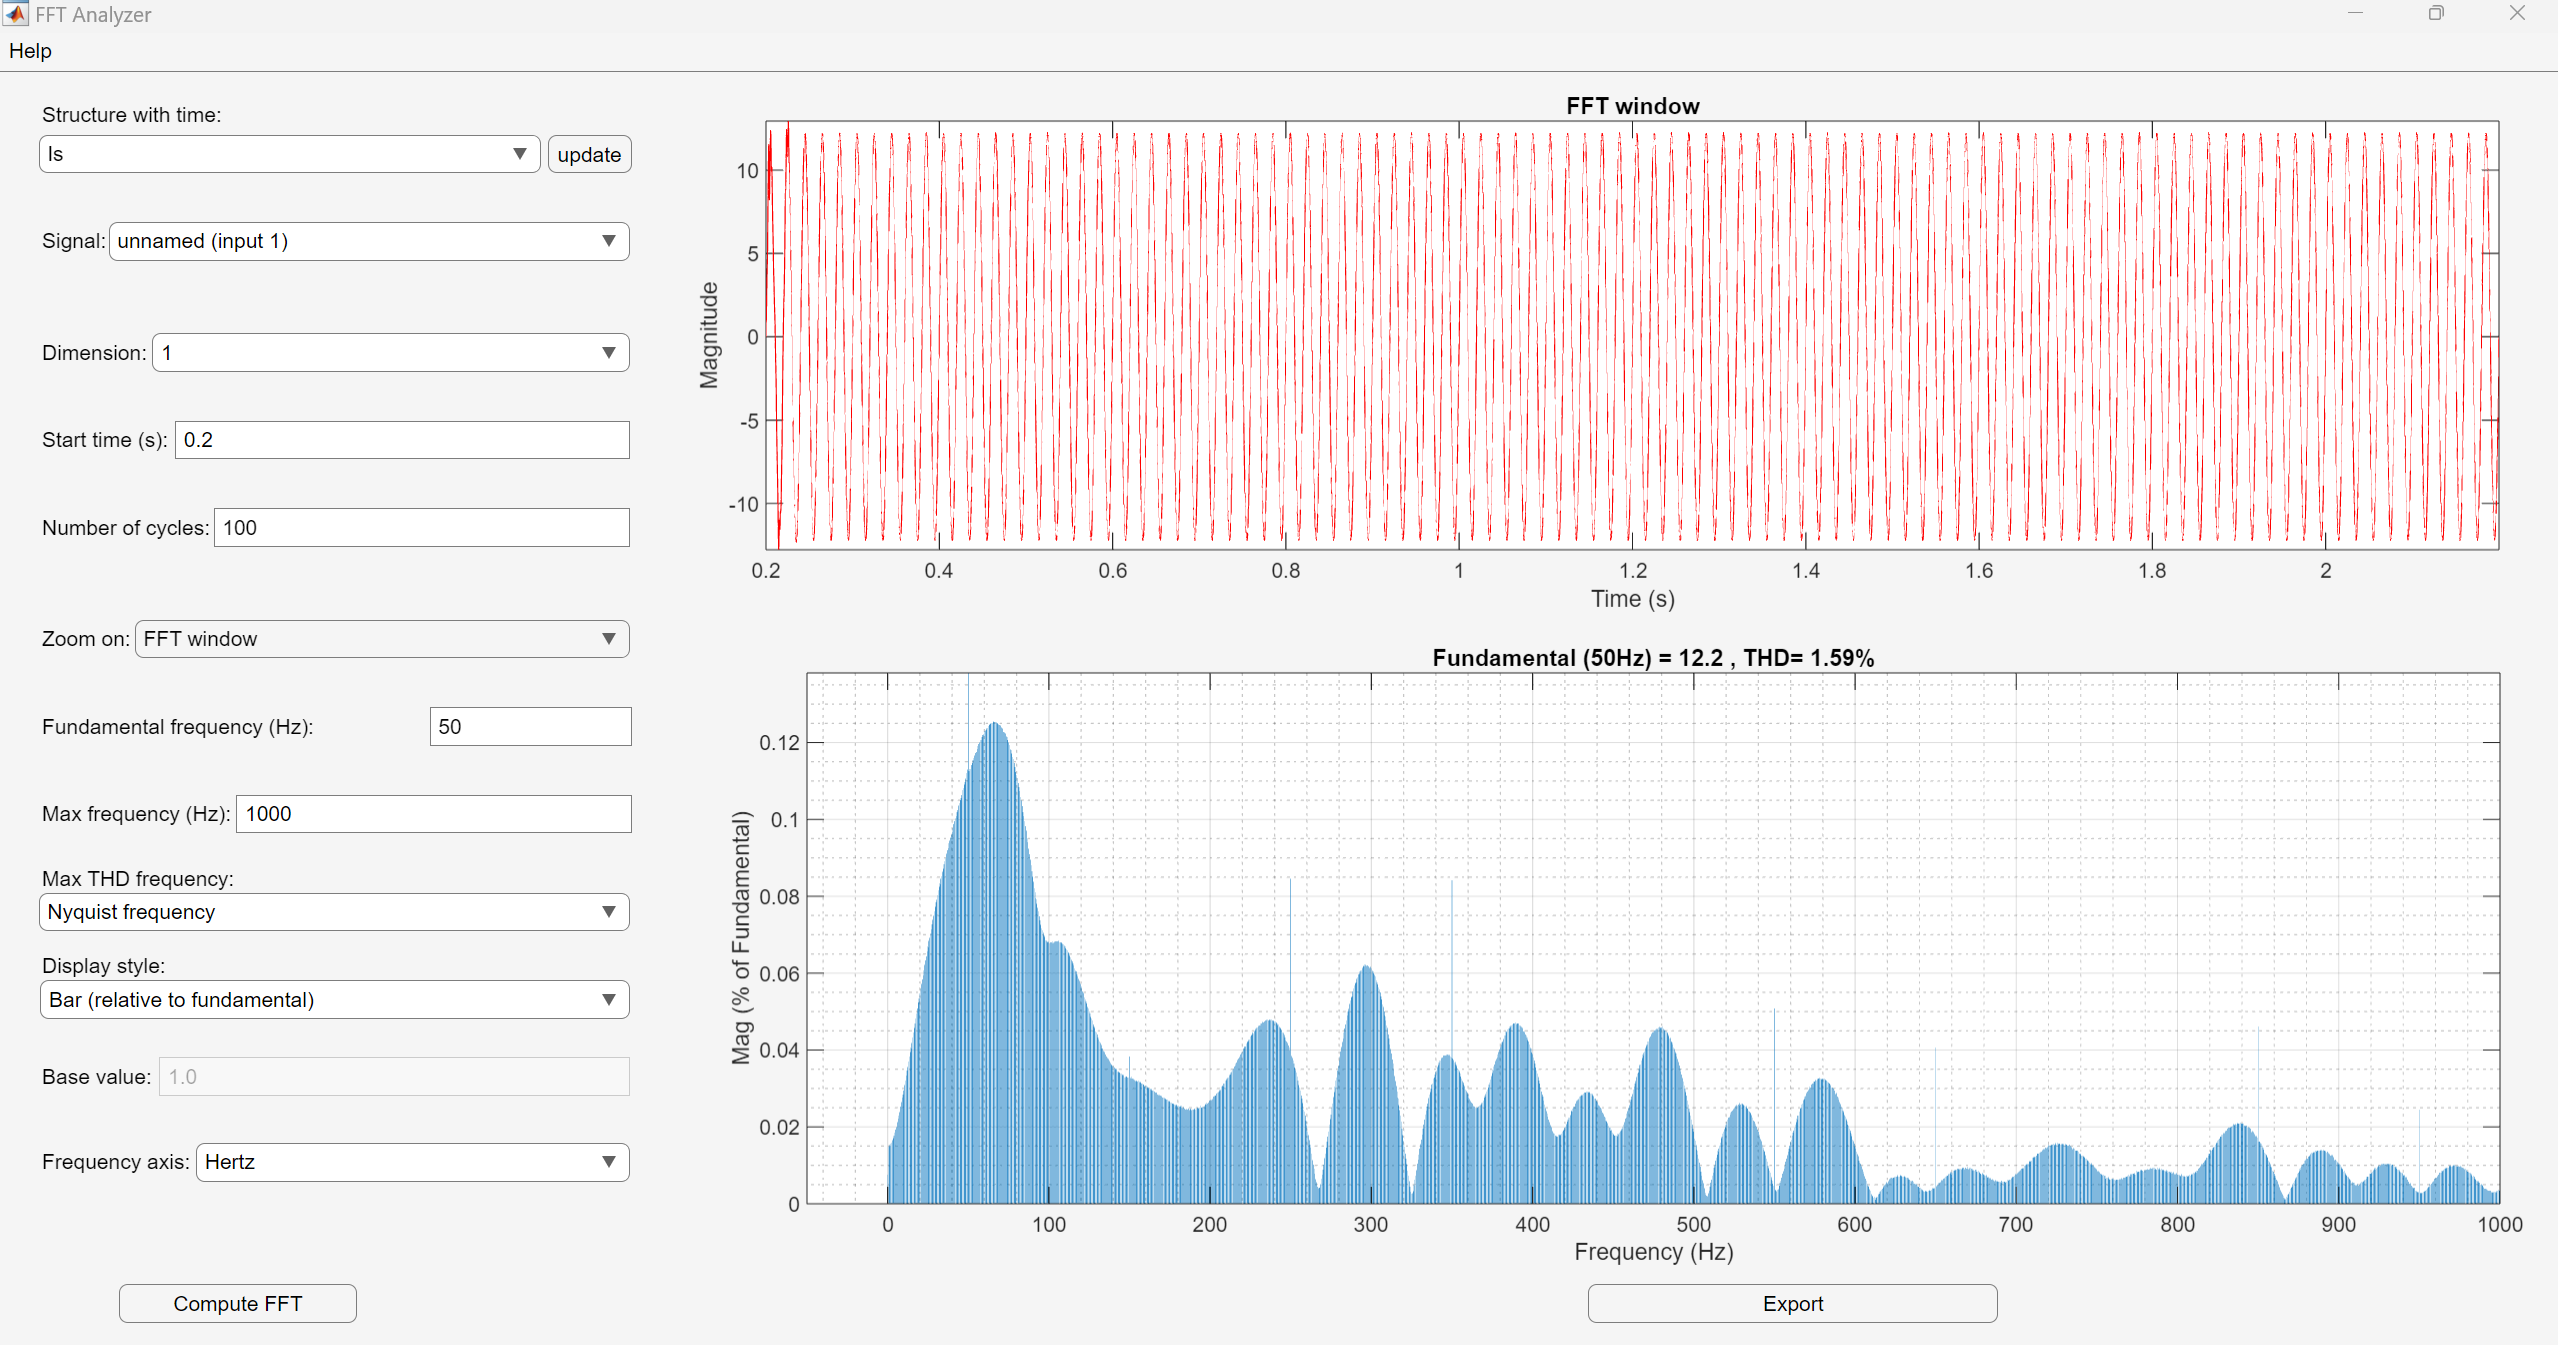 FFT Analyzer
Help
Structure with time:
Is
update
Signal:
unnamed (input 1)
Dimension:
1
Start time (s):
0.2
Number of cycles:
100
Zoom on:
FFT window
Fundamental frequency (Hz):
50
Max frequency (Hz):
1000
Max THD frequency:
Nyquist frequency
Display style:
Bar (relative to fundamental)
Base value:
1.0
Frequency axis:
Hertz
Compute FFT
FFT window
Magnitude
10
5
0
-5
-10
0.2 0.4 0.6 0.8 1 1.2 1.4 1.6 1.8 2
Time (s)
Fundamental (50Hz) = 12.2 , THD= 1.59%
Mag (% of Fundamental)
0.12
0.1
0.08
0.06
0.04
0.02
0
0 100 200 300 400 500 600 700 800 900 1000
Frequency (Hz)
Export